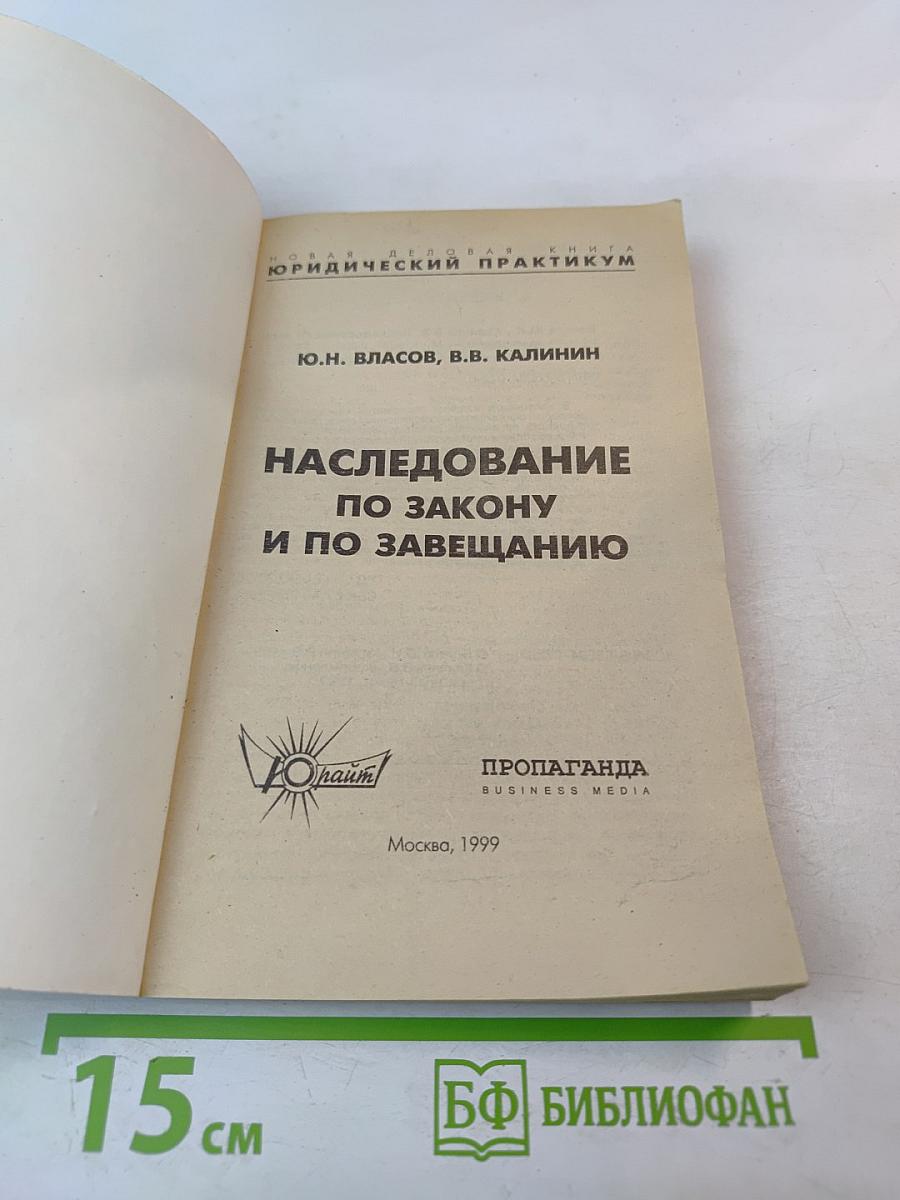 НОВАЯ ДЕЛОВАЯ КНИГА
ЮРИДИЧЕСКИЙ ПРАКТИКУМ
Ю.Н. ВЛАСОВ, В.В. КАЛИНИН
НАСЛЕДОВАНИЕ
ПО ЗАКОНУ
И ПО ЗАВЕЩАНИЮ
Юрайт
ПРОПАГАНДА
BUSINESS MEDIA
Москва, 1999
15 см
БФ БИБЛИОФАН